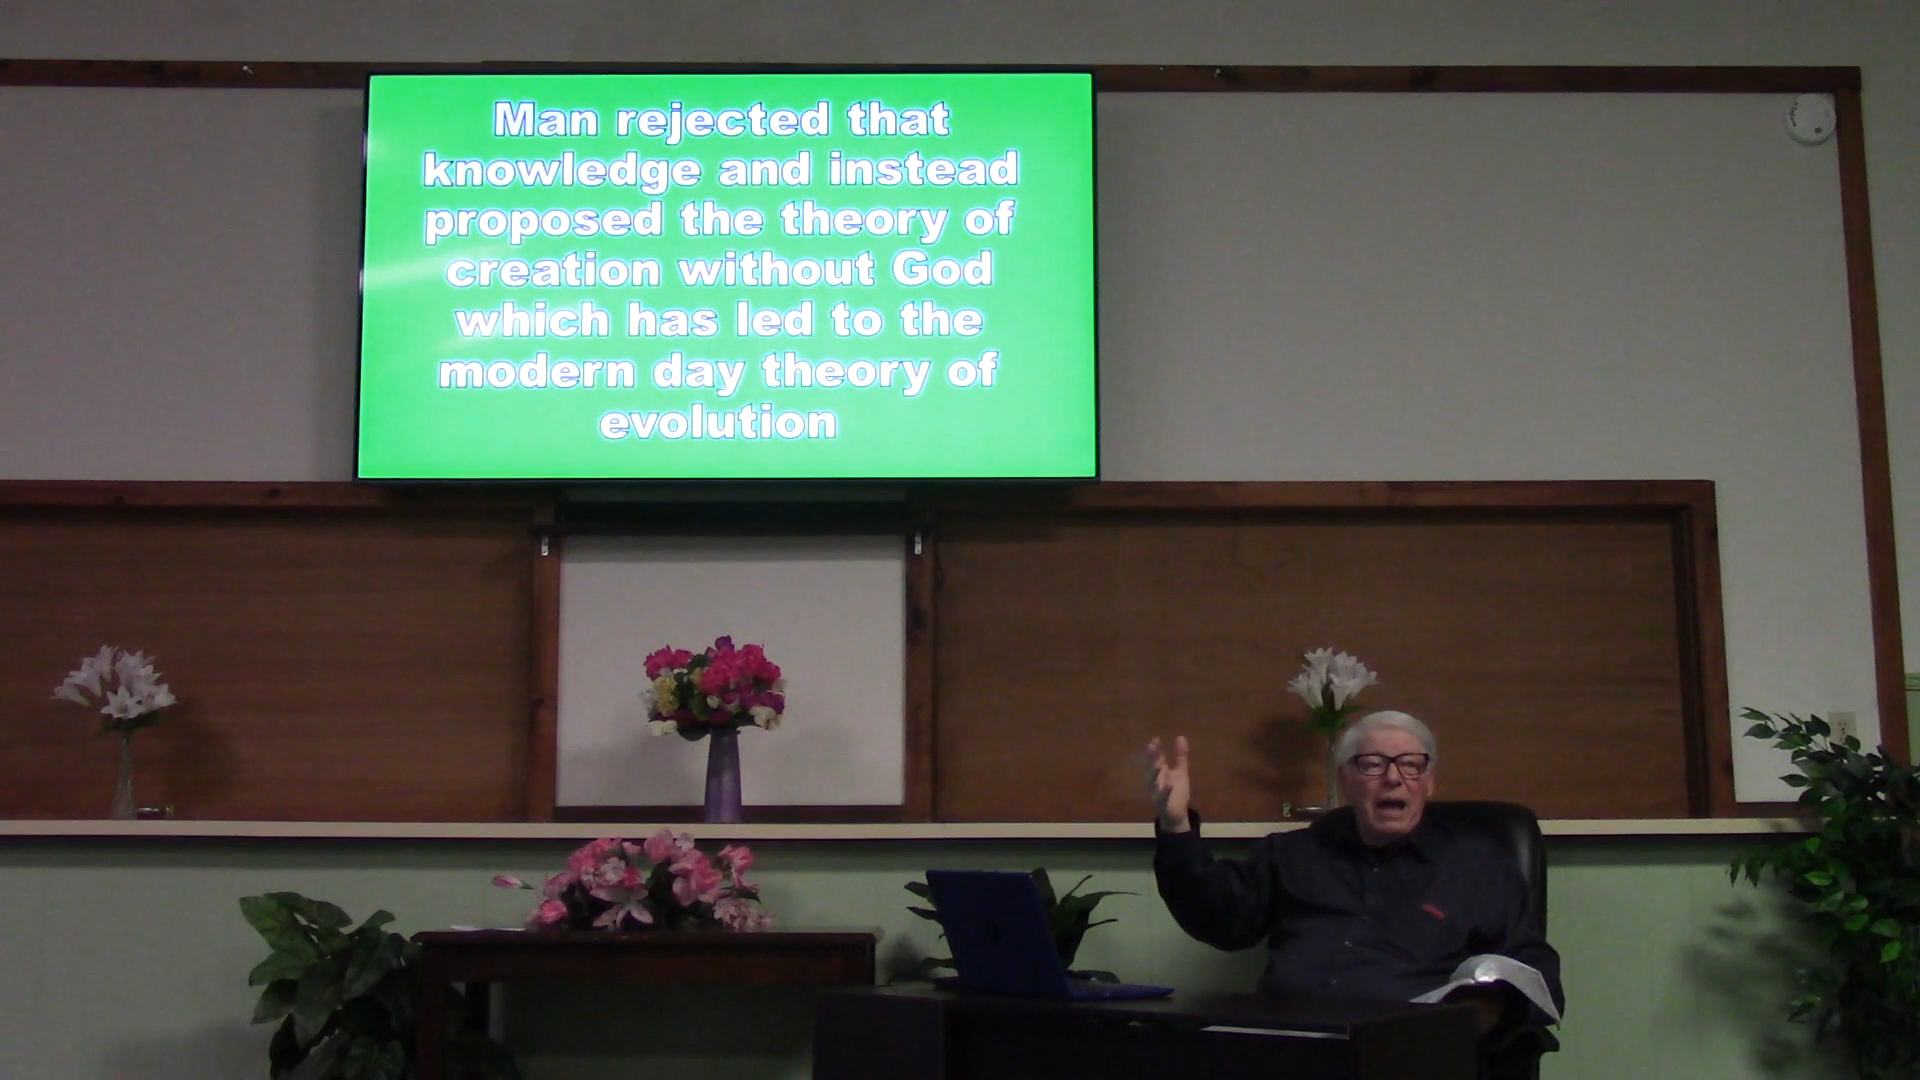 Man rejected that
knowledge and instead
proposed the theory of
creation without God
which has led to the
modern day theory of
evolution